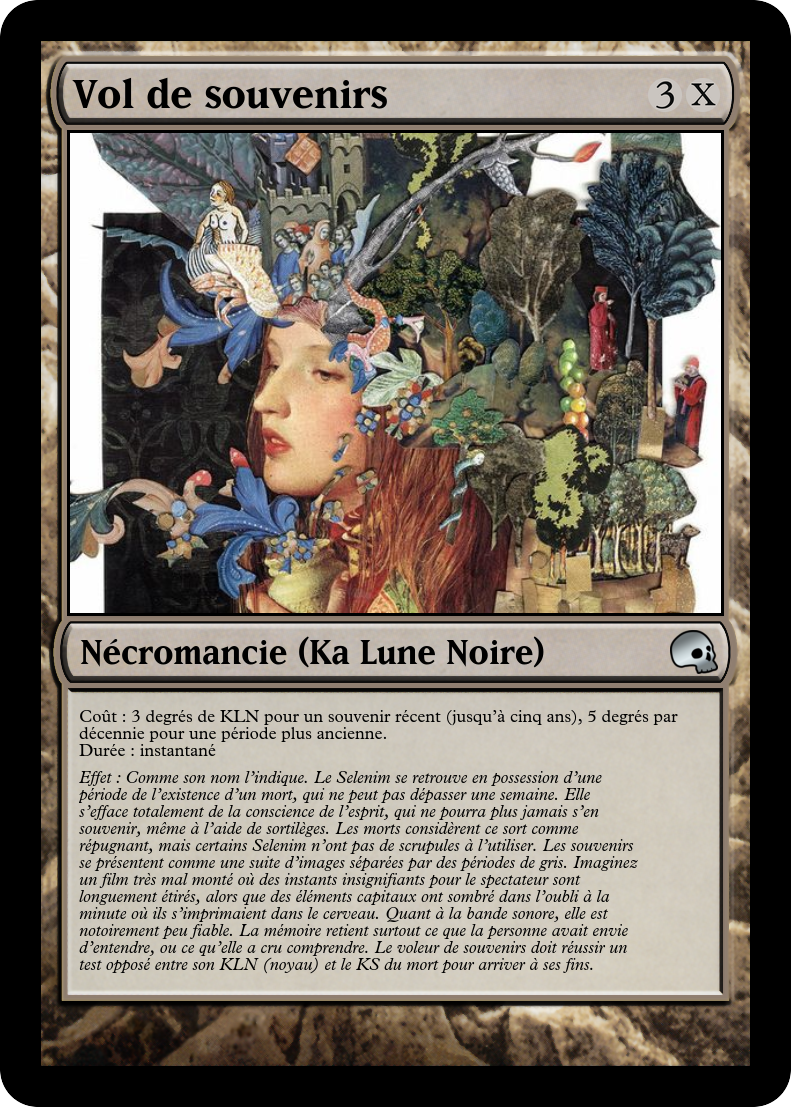 Vol de souvenirs
3 X
Nécromancie (Ka Lune Noire)
Coût : 3 degrés de KLN pour un souvenir récent (jusqu'à cinq ans), 5 degrés par
décennie pour une période plus ancienne.
Durée : instantané
Effet : Comme son nom l'indique. Le Selenim se retrouve en possession d'une
période de l'existence d'un mort, qui ne peut pas dépasser une semaine. Elle
s'efface totalement de la conscience de l'esprit, qui ne pourra plus jamais s'en
souvenir, même à l'aide de sortilèges. Les morts considèrent ce sort comme
répugnant, mais certains Selenim n'ont pas de scrupules à l'utiliser. Les souvenirs
se présentent comme une suite d'images séparées par des périodes de gris. Imaginez
un film très mal monté où des instants insignifiants pour le spectateur sont
longuement étirés, alors que des éléments capitaux ont sombré dans l'oubli à la
minute où ils s'imprimaient dans le cerveau. Quant à la bande sonore, elle est
notoirement peu fiable. La mémoire retient surtout ce que la personne avait envie
d'entendre, ou ce qu'elle a cru comprendre. Le voleur de souvenirs doit réussir un
test opposé entre son KLN (noyau) et le KS du mort pour arriver à ses fins.